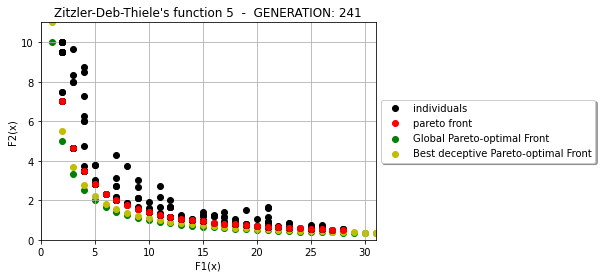 Zitzler-Deb-Thiele's function 5 - GENERATION: 241
10
8
6
4
2
0
F2(x)
0 5 10 15 20 25 30
F1(x)
individuals
pareto front
Global Pareto-optimal Front
Best deceptive Pareto-optimal Front